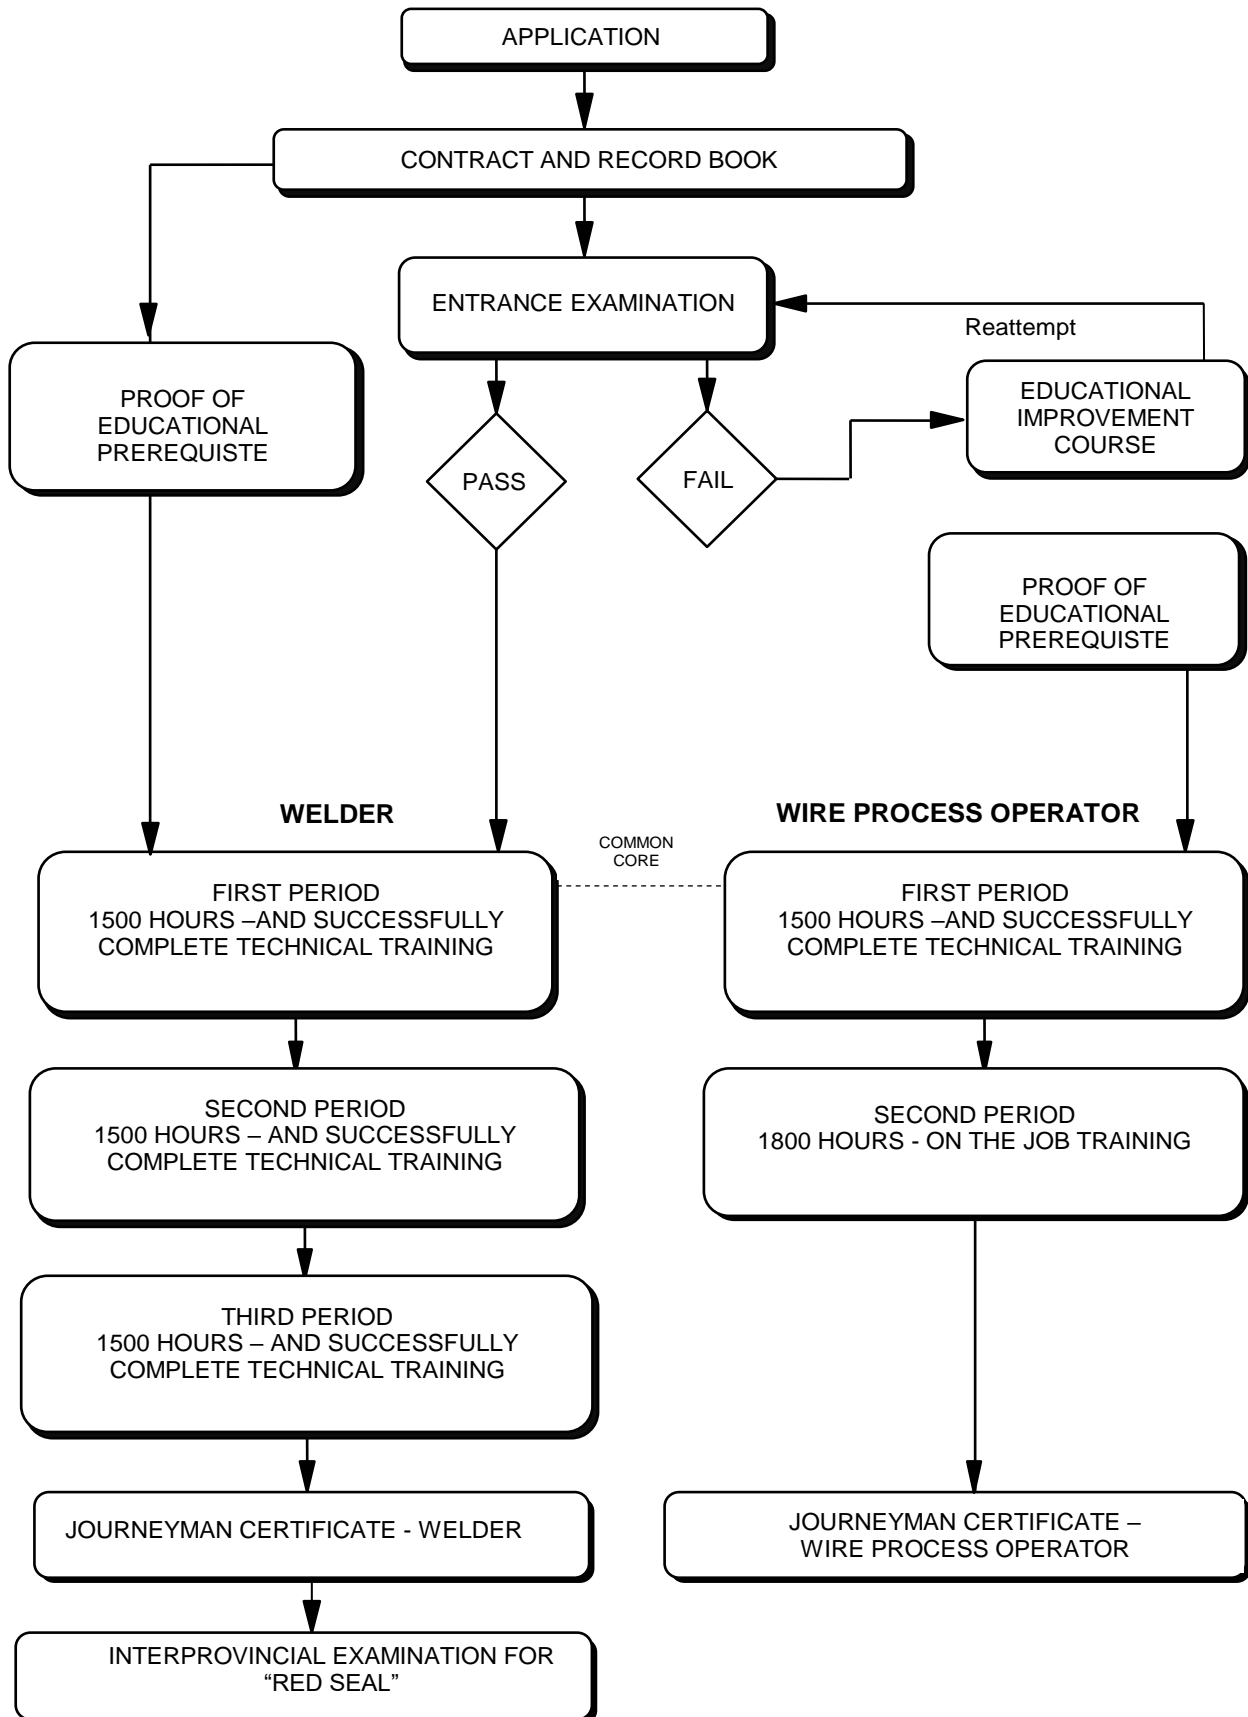 APPLICATION
CONTRACT AND RECORD BOOK
ENTRANCE EXAMINATION
Reattempt
PROOF OF
EDUCATIONAL
PREREQUISTE
EDUCATIONAL
IMPROVEMENT
COURSE
PASS
FAIL
PROOF OF
EDUCATIONAL
PREREQUISTE
WELDER
WIRE PROCESS OPERATOR
COMMON
CORE
FIRST PERIOD
1500 HOURS –AND SUCCESSFULLY
COMPLETE TECHNICAL TRAINING
FIRST PERIOD
1500 HOURS –AND SUCCESSFULLY
COMPLETE TECHNICAL TRAINING
SECOND PERIOD
1500 HOURS – AND SUCCESSFULLY
COMPLETE TECHNICAL TRAINING
SECOND PERIOD
1800 HOURS - ON THE JOB TRAINING
THIRD PERIOD
1500 HOURS – AND SUCCESSFULLY
COMPLETE TECHNICAL TRAINING
JOURNEYMAN CERTIFICATE - WELDER
JOURNEYMAN CERTIFICATE –
WIRE PROCESS OPERATOR
INTERPROVINCIAL EXAMINATION FOR
“RED SEAL”